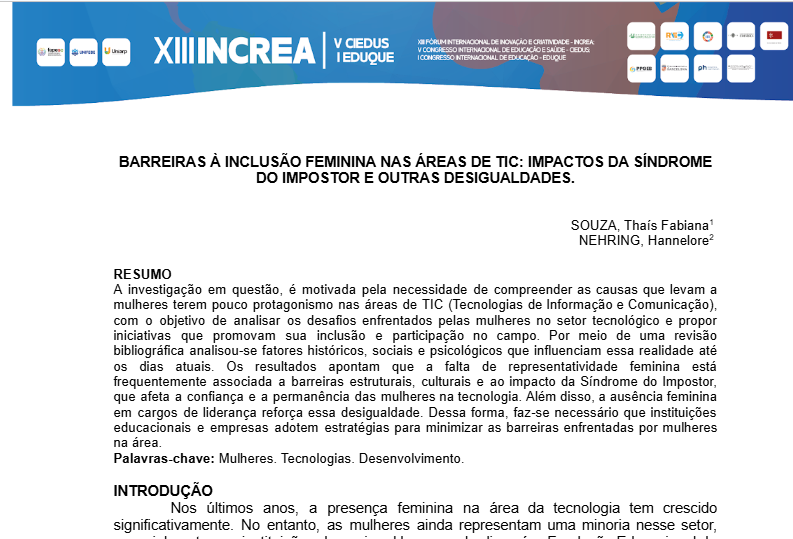 XIII INCREA
V CIEDUS
I EDUQUE
XIII FÓRUM INTERNACIONAL DE INOVAÇÃO E CRIATIVIDADE - INCREA;
V CONGRESSO INTERNACIONAL DE EDUCAÇÃO E SAÚDE - CIEDUS;
I CONGRESSO INTERNACIONAL DE EDUCAÇÃO - EDUQUE
BARREIRAS À INCLUSÃO FEMININA NAS ÁREAS DE TIC: IMPACTOS DA SÍNDROME
DO IMPOSTOR E OUTRAS DESIGUALDADES.
SOUZA, Thaís Fabiana¹
NEHRING, Hannelore²
RESUMO
A investigação em questão, é motivada pela necessidade de compreender as causas que levam a
mulheres terem pouco protagonismo nas áreas de TIC (Tecnologias de Informação e Comunicação),
com o objetivo de analisar os desafios enfrentados pelas mulheres no setor tecnológico e propor
iniciativas que promovam sua inclusão e participação no campo. Por meio de uma revisão
bibliográfica analisou-se fatores históricos, sociais e psicológicos que influenciam essa realidade até
os dias atuais. Os resultados apontam que a falta de representatividade feminina está
frequentemente associada a barreiras estruturais, culturais e ao impacto da Síndrome do Impostor,
que afeta a confiança e a permanência das mulheres na tecnologia. Além disso, a ausência feminina
em cargos de liderança reforça essa desigualdade. Dessa forma, faz-se necessário que instituições
educacionais e empresas adotem estratégias para minimizar as barreiras enfrentadas por mulheres
na área.
Palavras-chave: Mulheres. Tecnologias. Desenvolvimento.
INTRODUÇÃO
Nos últimos anos, a presença feminina na área da tecnologia tem crescido
significativamente. No entanto, as mulheres ainda representam uma minoria nesse setor,